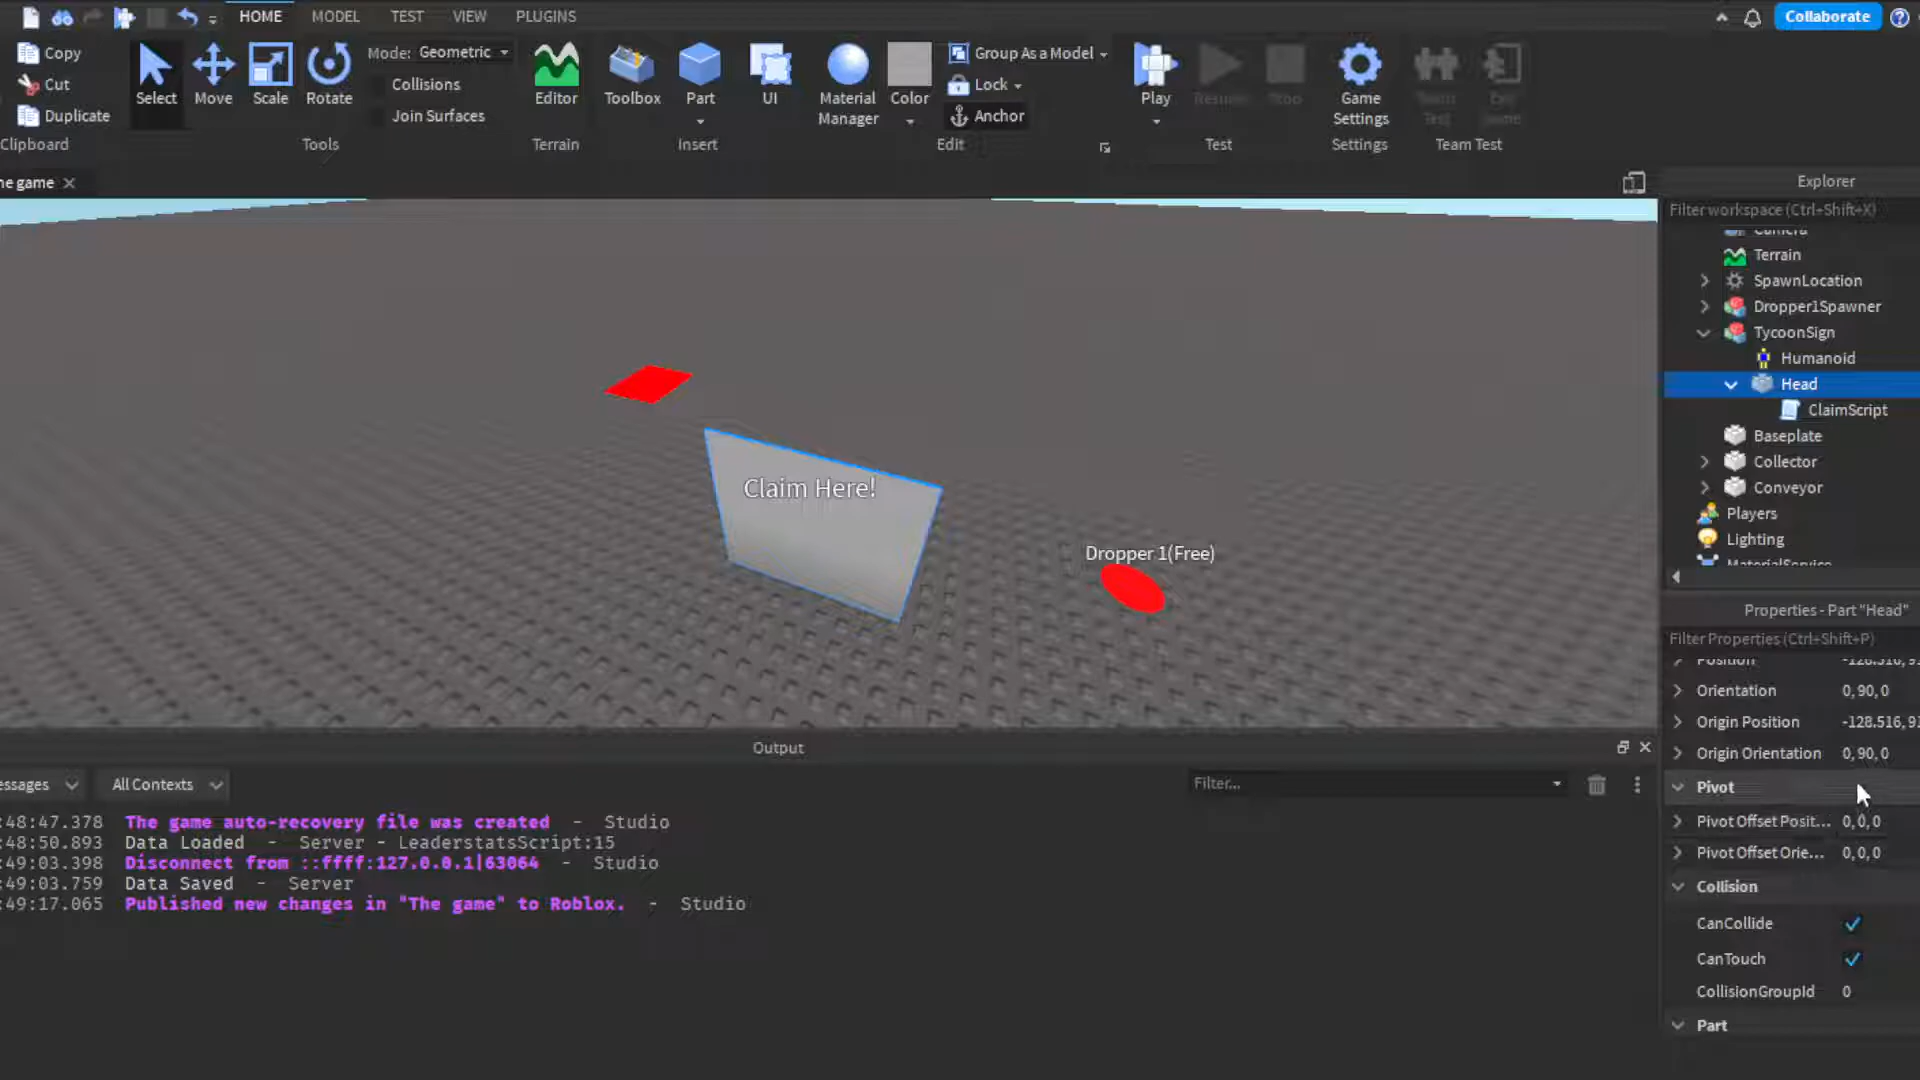 HOME MODEL TEST VIEW PLUGINS Collaborate
Copy
Cut
Duplicate
Clipboard
Select Move Scale Rotate
Mode: Geometric
Collisions
Join Surfaces
Tools
Editor
Terrain
Toolbox Part UI
Insert
Material Manager
Color
Group As a Model
Lock
Anchor
Edit
Play
Test
Game Settings
Settings
Team Test
he game
Explorer
Filter workspace (Ctrl+Shift+X)
Camera
Terrain
SpawnLocation
Dropper1Spawner
TycoonSign
Humanoid
Head
ClaimScript
Baseplate
Collector
Conveyor
Players
Lighting
MaterialService
Claim Here!
Dropper 1(Free)
Properties - Part "Head"
Filter Properties (Ctrl+Shift+P)
Position
Orientation 0, 90, 0
Origin Position -128.516, 9
Origin Orientation 0, 90, 0
Pivot
Pivot Offset Posit... 0, 0, 0
Pivot Offset Orie... 0, 0, 0
Collision
CanCollide
CanTouch
CollisionGroupId 0
Part
Output
essages All Contexts Filter...
:48:47.378 The game auto-recovery file was created - Studio
:48:50.893 Data Loaded - Server - LeaderstatsScript:15
:49:03.398 Disconnect from ::ffff:127.0.0.1|63064 - Studio
:49:03.759 Data Saved - Server
:49:17.065 Published new changes in "The game" to Roblox. - Studio